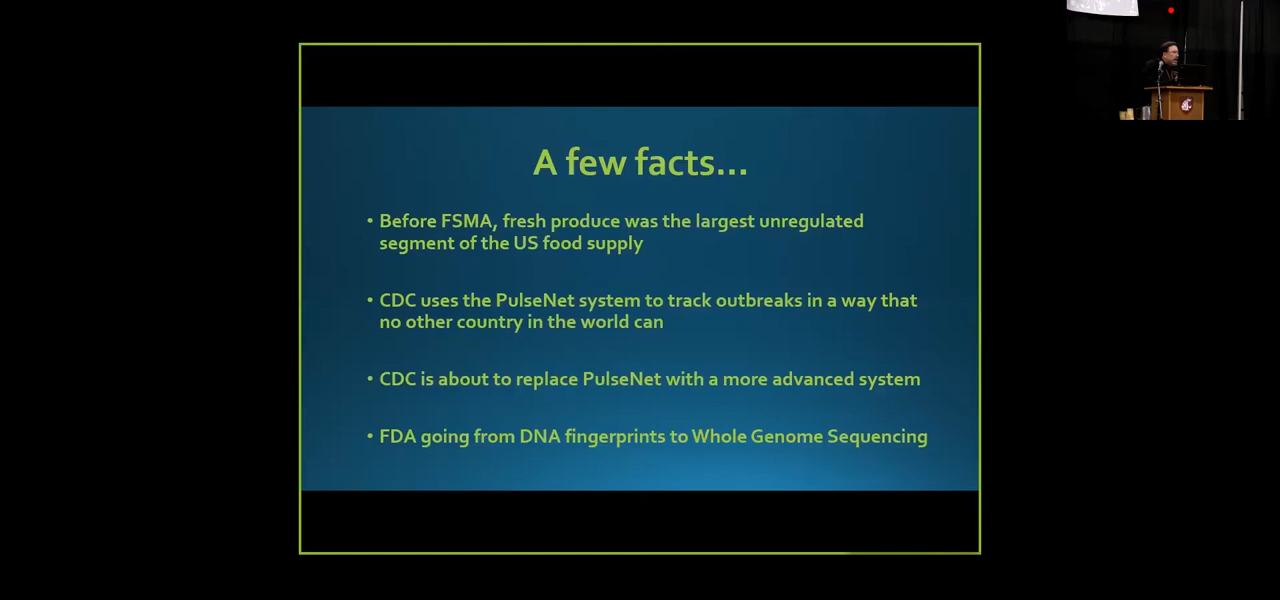 A few facts...
• Before FSMA, fresh produce was the largest unregulated
segment of the US food supply
• CDC uses the PulseNet system to track outbreaks in a way that
no other country in the world can
• CDC is about to replace PulseNet with a more advanced system
• FDA going from DNA fingerprints to Whole Genome Sequencing